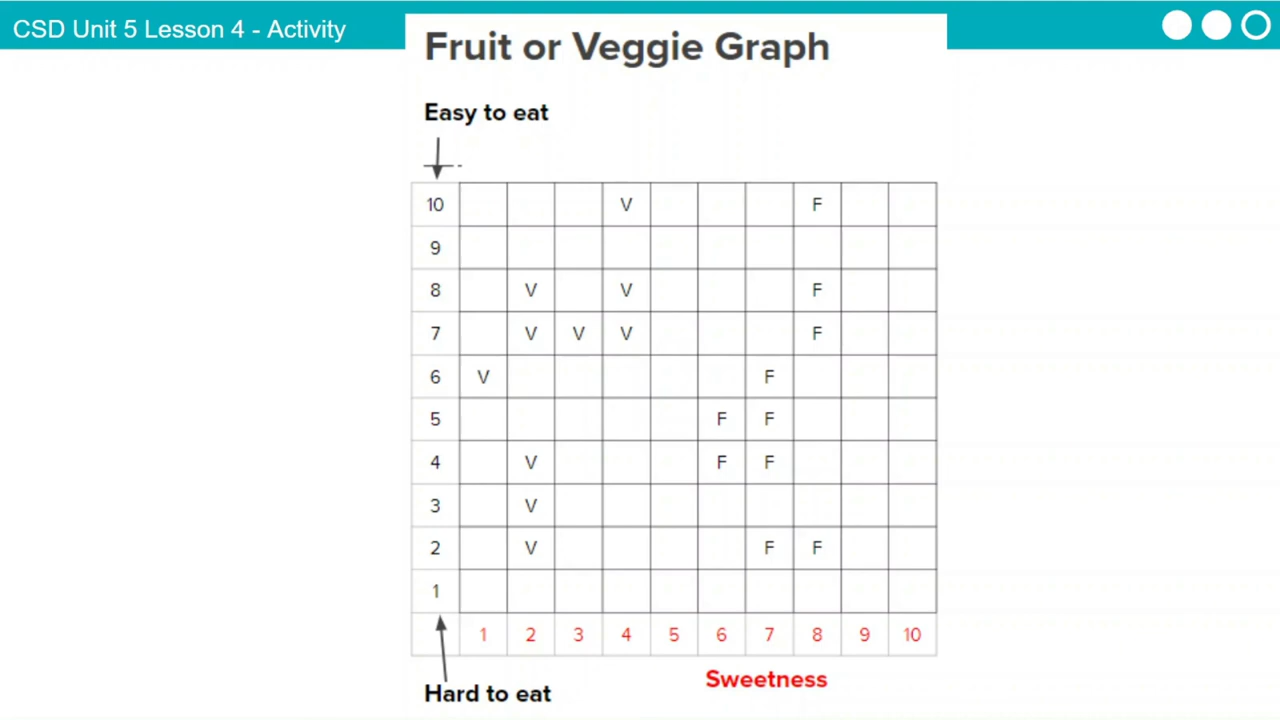 CSD Unit 5 Lesson 4 - Activity
Fruit or Veggie Graph
Easy to eat
10 V F
9
8 V V F
7 V V V F
6 V F
5 F F
4 V F F
3 V
2 V F F
1
1 2 3 4 5 6 7 8 9 10
Sweetness
Hard to eat